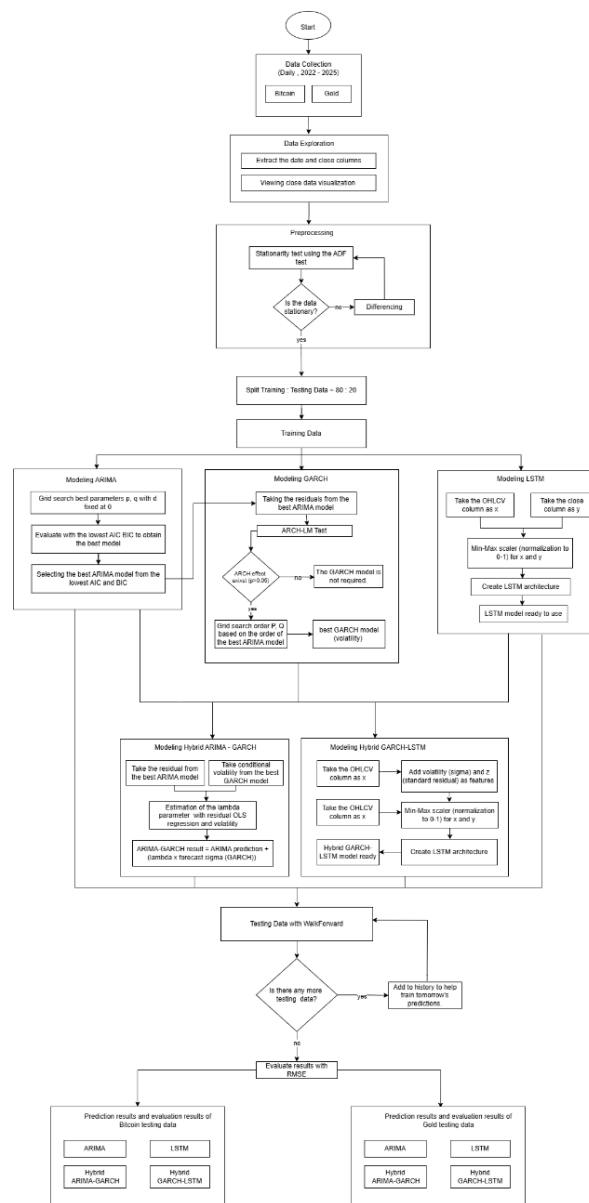 Start
Data Collection
(Daily , 2022 - 2025)
Bitcoin
Gold
Data Exploration
Extract the date and close columns
Viewing close data visualization
Preprocessing
Stationarity test using the ADF
test
Is the data
stationary?
no
Differencing
yes
Split Training : Testing Data = 80 : 20
Training Data
Modeling ARIMA
Grid search best parameters p, q with d
fixed at 0
Evaluate with the lowest AIC BIC to obtain
the best model
Selecting the best ARIMA model from the
lowest AIC and BIC
Modeling GARCH
Taking the residuals from the
best ARIMA model
ARCH-LM Test
ARCH effect
(p<0.05)
no
The GARCH model is
not required
yes
Grid search order P, Q
based on the order of
the best ARIMA model
best GARCH model
(volatility)
Modeling LSTM
Take the OHLCV
column as x
Take the close
column as y
Min-Max scaler (normalization to
0-1) for x and y
Create LSTM architecture
LSTM model ready to use
Modeling Hybrid ARIMA - GARCH
Take the residual from
the best ARIMA model
Take conditional
volatility from the best
GARCH model
Estimation of the lambda
parameter with residual OLS
regression and volatility
ARIMA-GARCH result = ARIMA prediction +
(lambda x forecast sigma (GARCH))
Modeling Hybrid GARCH-LSTM
Take the OHLCV
column as x
Add volatility (sigma) and z
(standard residual) as features
Take the OHLCV
column as x
Min-Max scaler (normalization to
0-1) for x and y
Hybrid GARCH-
LSTM model ready
Create LSTM architecture
Testing Data with WalkForward
Is there any more
testing data?
yes
Add to history to help
train tomorrow's
predictions.
no
Evaluate results with
RMSE
Prediction results and evaluation results of
Bitcoin testing data
ARIMA
LSTM
Hybrid
ARIMA-GARCH
Hybrid
GARCH-LSTM
Prediction results and evaluation results of
Gold testing data
ARIMA
LSTM
Hybrid
ARIMA-GARCH
Hybrid
GARCH-LSTM